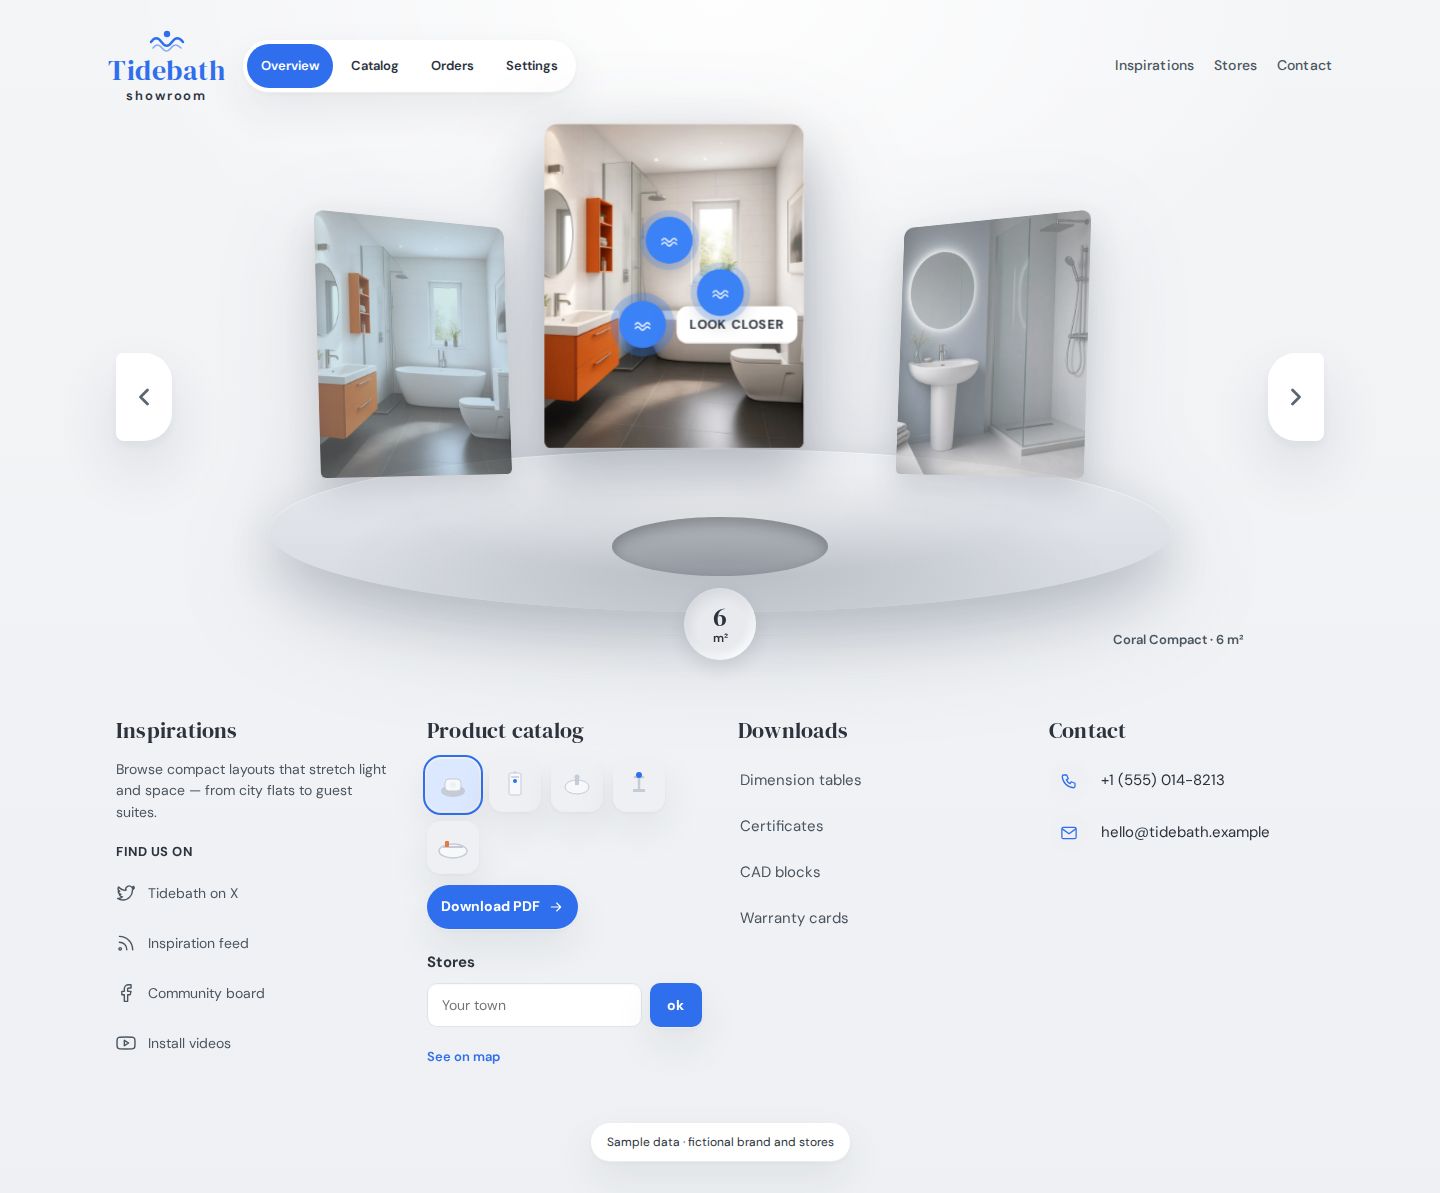 Tidebath
showroom
Overview
Catalog
Orders
Settings
Inspirations
Stores
Contact
LOOK CLOSER
6
m²
Coral Compact · 6 m²
Inspirations
Browse compact layouts that stretch light
and space — from city flats to guest
suites.
FIND US ON
Tidebath on X
Inspiration feed
Community board
Install videos
Product catalog
Download PDF
Stores
Your town
ok
See on map
Downloads
Dimension tables
Certificates
CAD blocks
Warranty cards
Contact
+1 (555) 014-8213
hello@tidebath.example
Sample data · fictional brand and stores